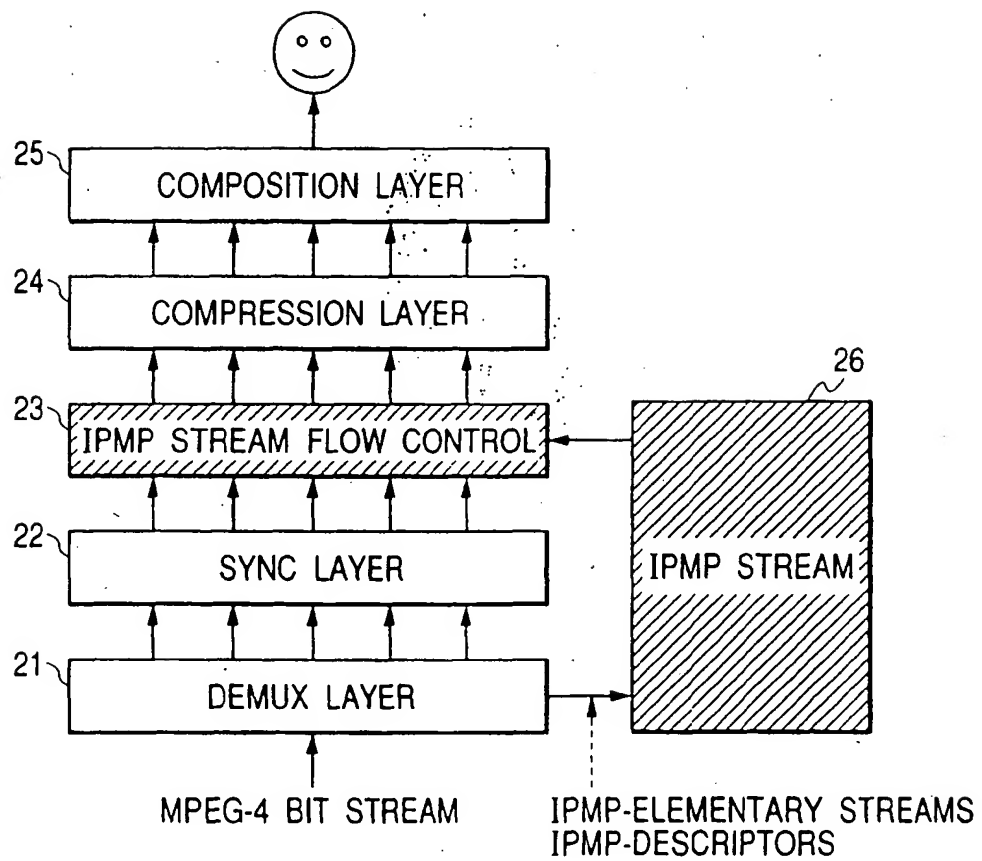 25
COMPOSITION LAYER
24
COMPRESSION LAYER
26
23
IPMP STREAM FLOW CONTROL
22
SYNC LAYER
IPMP STREAM
21
DEMUX LAYER
MPEG-4 BIT STREAM
IPMP-ELEMENTARY STREAMS
IPMP-DESCRIPTORS